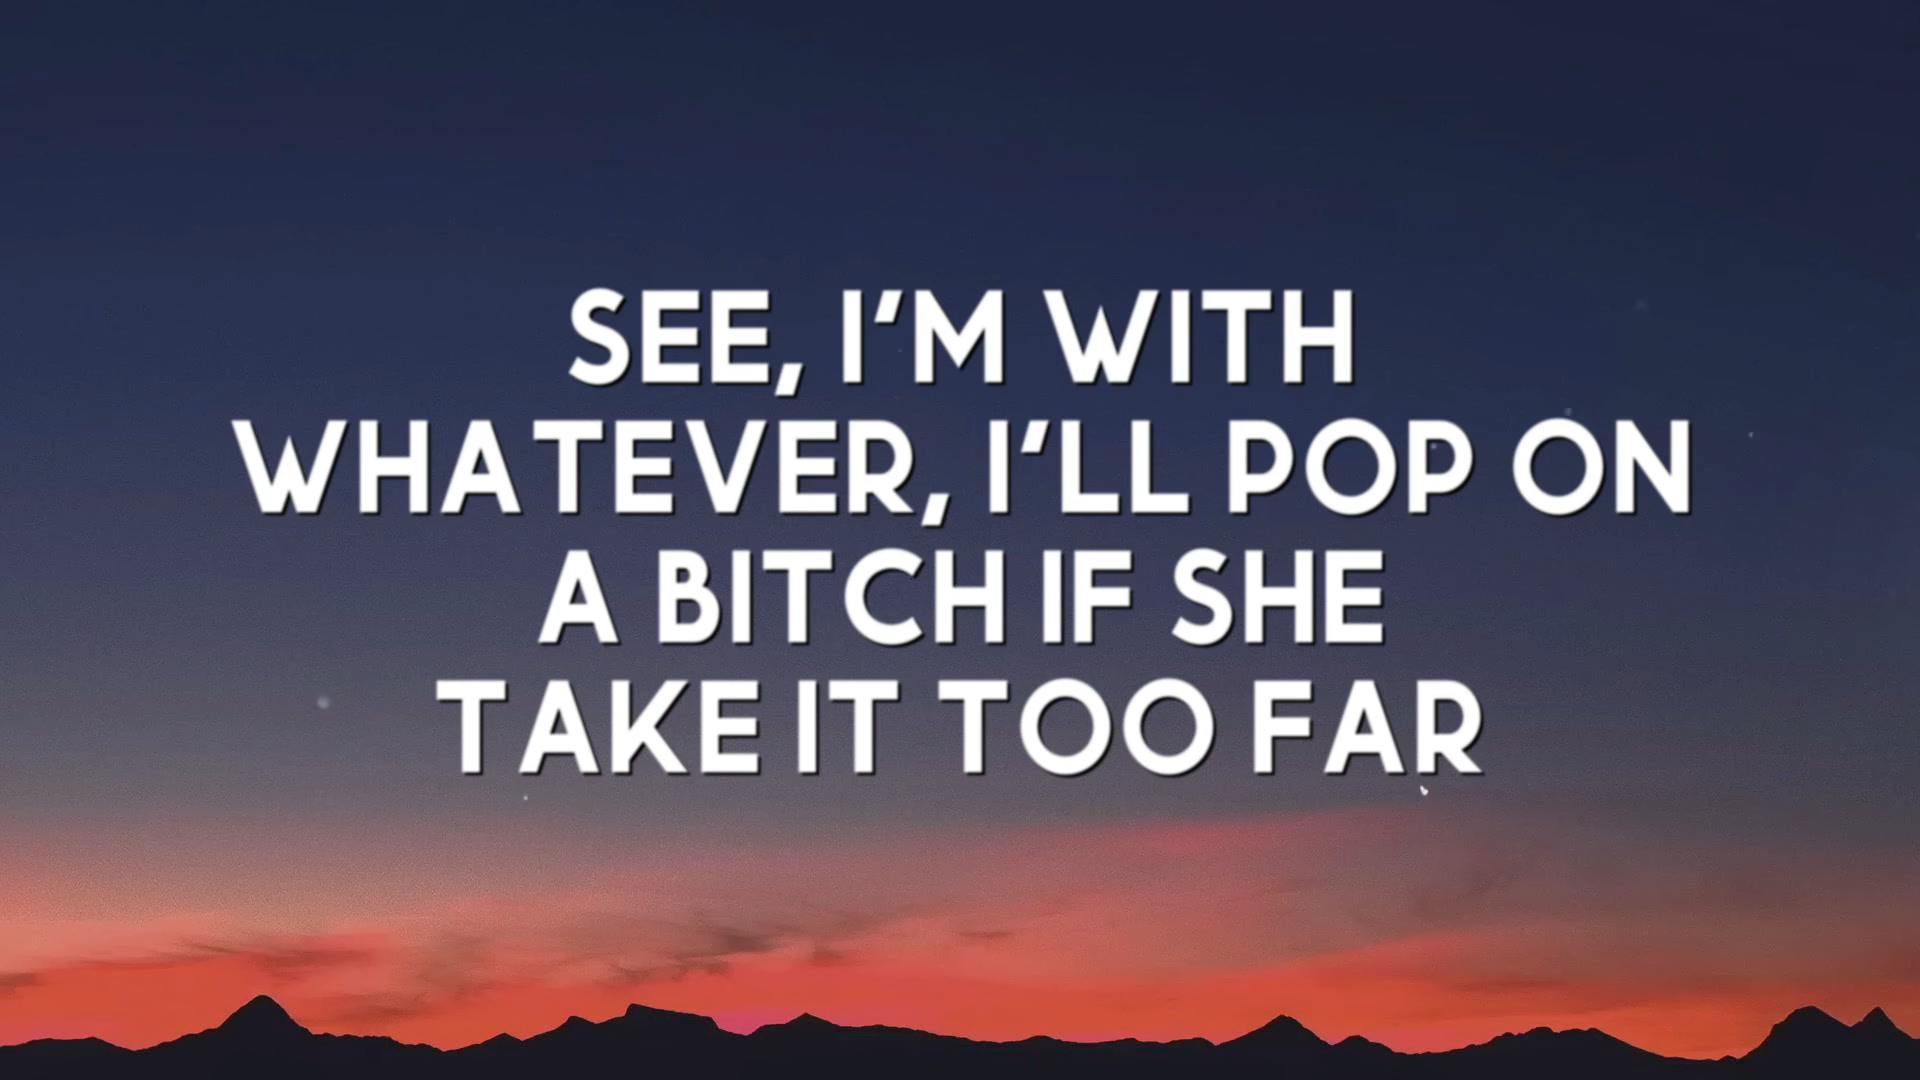 SEE, I'M WITH
WHATEVER, I'LL POP ON
A BITCH IF SHE
TAKE IT TOO FAR